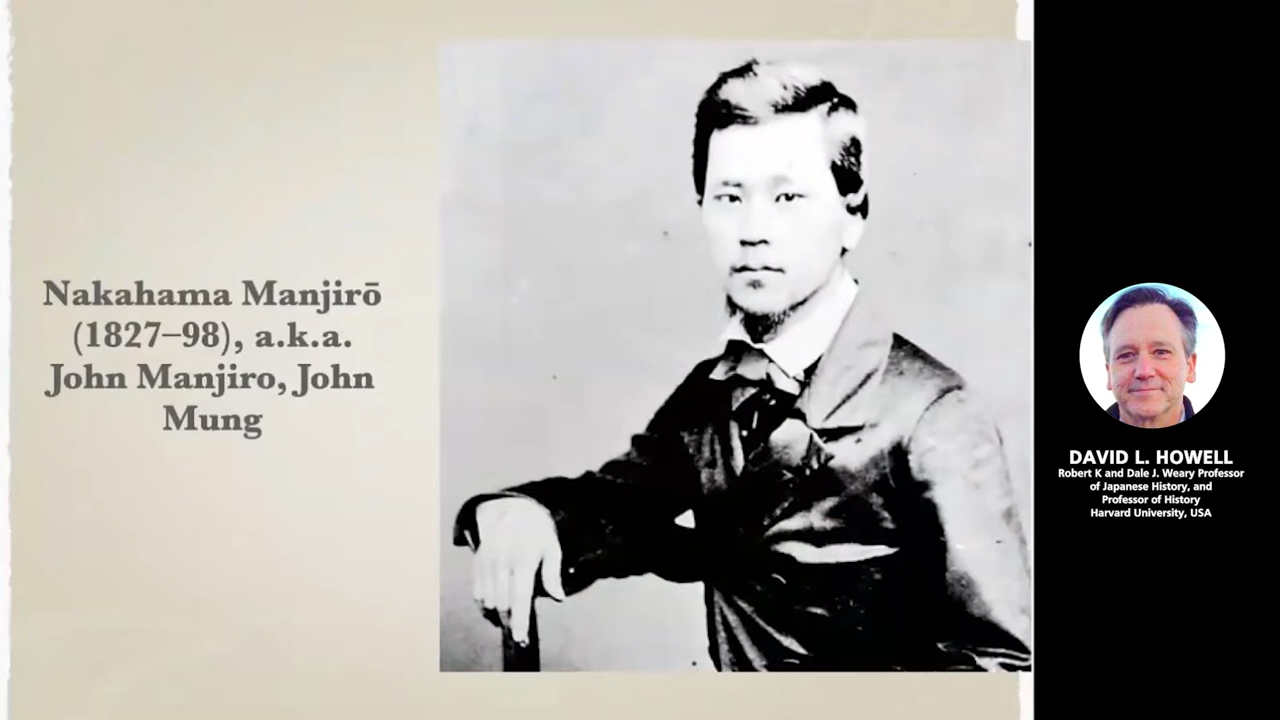 Nakahama Manjirō
(1827–98), a.k.a.
John Manjiro, John
Mung
DAVID L. HOWELL
Robert K and Dale J. Weary Professor
of Japanese History, and
Professor of History
Harvard University, USA